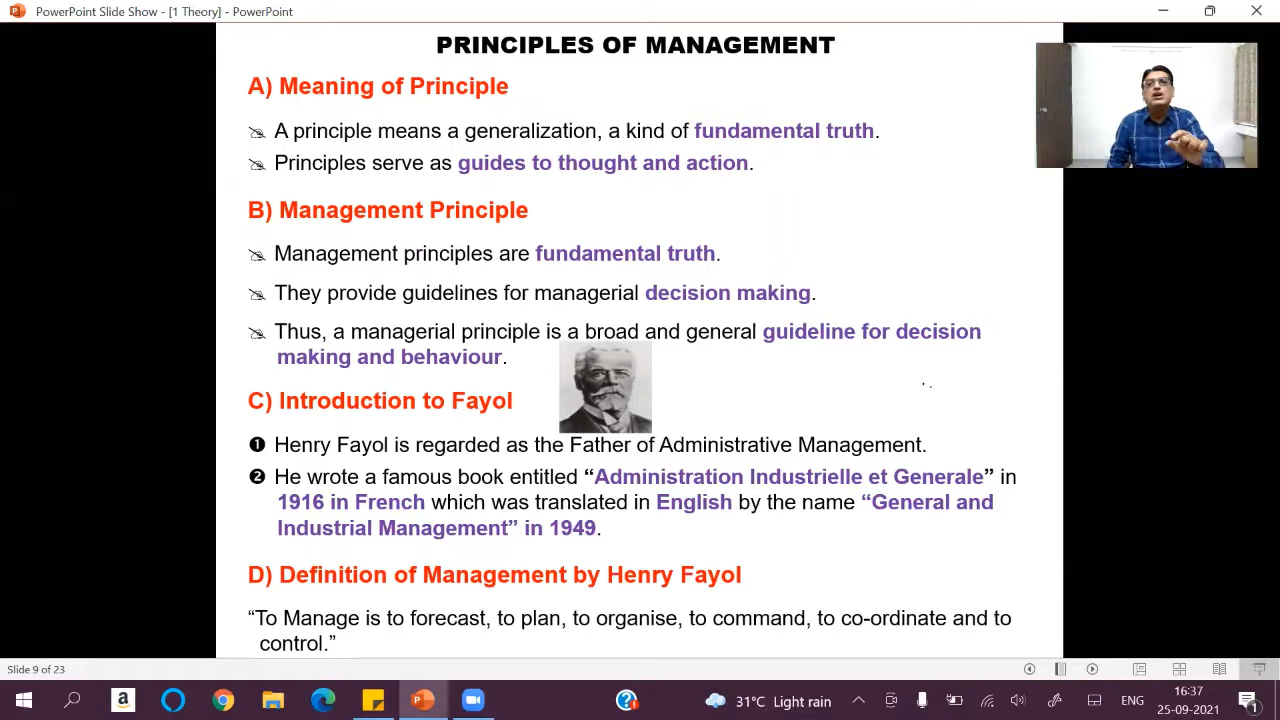 PowerPoint Slide Show - [1 Theory] - PowerPoint
PRINCIPLES OF MANAGEMENT
A) Meaning of Principle
A principle means a generalization, a kind of fundamental truth.
Principles serve as guides to thought and action.
B) Management Principle
Management principles are fundamental truth.
They provide guidelines for managerial decision making.
Thus, a managerial principle is a broad and general guideline for decision
making and behaviour.
C) Introduction to Fayol
❶ Henry Fayol is regarded as the Father of Administrative Management.
❷ He wrote a famous book entitled “Administration Industrielle et Generale” in
1916 in French which was translated in English by the name “General and
Industrial Management” in 1949.
D) Definition of Management by Henry Fayol
“To Manage is to forecast, to plan, to organise, to command, to co-ordinate and to
control.”
Slide 9 of 23
31°C Light rain
ENG
16:37
25-09-2021
1